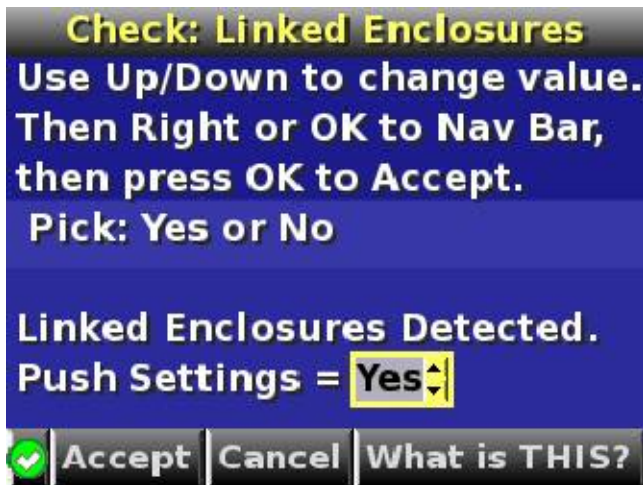 Check: Linked Enclosures
Use Up/Down to change value.
Then Right or OK to Nav Bar,
then press OK to Accept.
Pick: Yes or No
Linked Enclosures Detected.
Push Settings = Yes
Accept Cancel What is THIS?